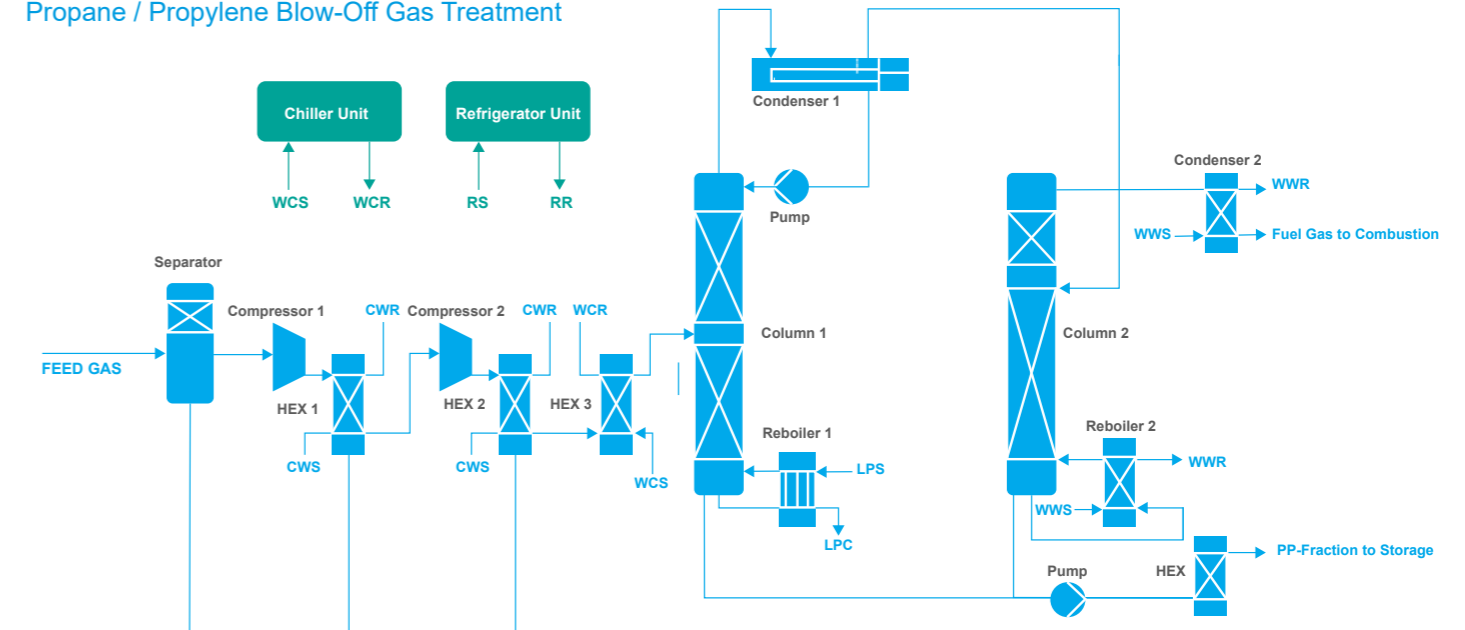 Propane / Propylene Blow-Off Gas Treatment
Chiller Unit
Refrigerator Unit
WCS
WCR
RS
RR
Condenser 1
Pump
Condenser 2
WWR
WWS
Fuel Gas to Combustion
Separator
Compressor 1
CWR
Compressor 2
CWR
WCR
FEED GAS
HEX 1
HEX 2
HEX 3
CWS
CWS
WCS
Column 1
Column 2
Reboiler 1
LPS
LPC
Reboiler 2
WWR
WWS
Pump
HEX
PP-Fraction to Storage